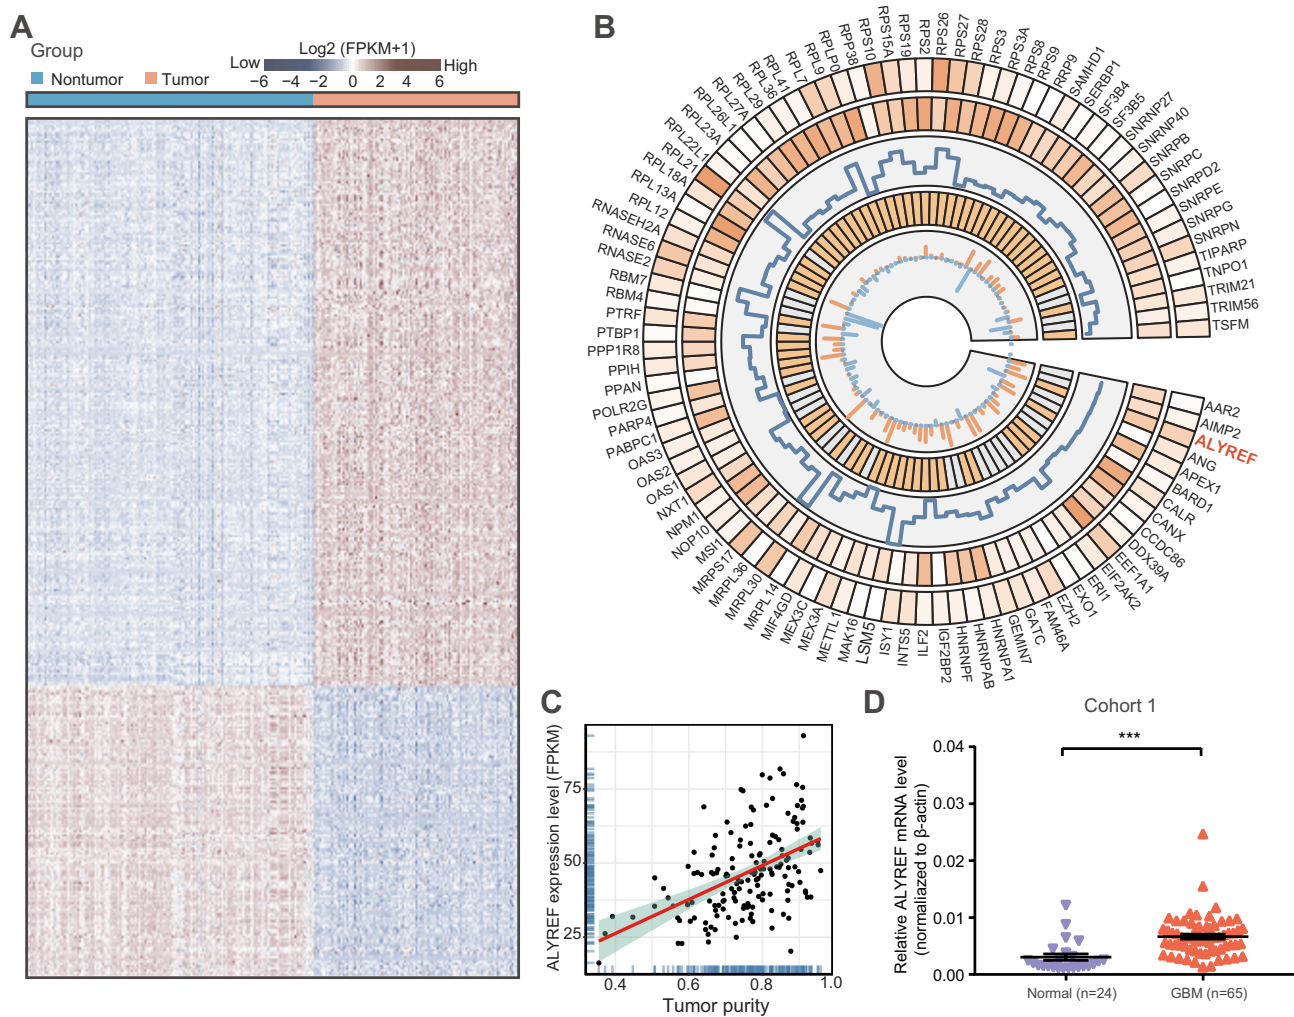 A
Group
Nontumor
Tumor
Log2 (FPKM+1)
Low
High
−6 −4 −2 0 2 4 6
B
RPL12
RPL13A
RPL18A
RPL21
RPL22L1
RPL23A
RPL26L1
RPL27A
RPL29
RPL36
RPL41
RPL7
RPL9
RPLP0
RPP38
RPS10
RPS15A
RPS19
RPS2
RPS26
RPS27
RPS28
RPS3
RPS3A
RPS8
RPS9
RRP9
SAMHD1
SERBP1
SF3B4
SF3B5
SNRNP27
SNRNP40
SNRPB
SNRPC
SNRPD2
SNRPE
SNRPG
SNRPN
TIPARP
TNPO1
TRIM21
TRIM56
TSFM
AAR2
AIMP2
ALYREF
ANG
APEX1
BARD1
CALR
CANX
CCDC86
DDX39A
EEF1A1
EIF2AK2
ERI1
EXO1
EZH2
FAM46A
GATC
GEMIN7
HNRNPA1
HNRNPAB
HNRNPF
IGF2BP2
ILF2
INTS5
ISY1
LSM5
MAK16
METTL1
MEX3A
MEX3C
MIF4GD
MRPL14
MRPL30
MRPL36
MRPS17
MSI1
NOP10
NPM1
NXT1
OAS1
OAS2
OAS3
PABPC1
PARP4
POLR2G
PPAN
PPIH
PPP1R8
PTBP1
PTRF
RBM4
RBM7
RNASE2
RNASE6
RNASEH2A
C
ALYREF expression level (FPKM)
75
50
25
0.4 0.6 0.8 1.0
Tumor purity
D
Cohort 1
***
Relative ALYREF mRNA level
(normaliazed to β-actin)
0.04
0.03
0.02
0.01
0.00
Normal (n=24)
GBM (n=65)